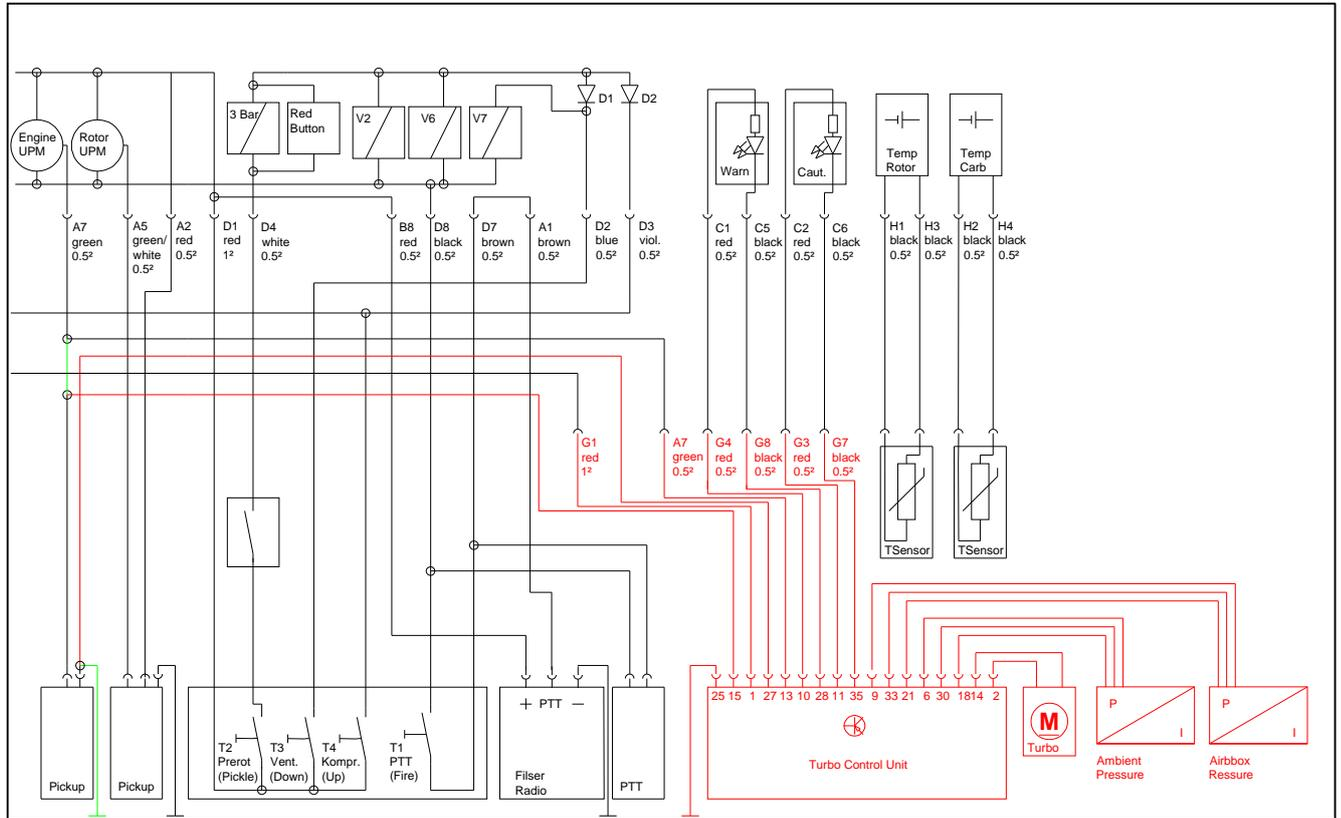 D1
D2
3 Bar
Red
Button
V2
V6
V7
Engine
UPM
Rotor
UPM
Warn
Caut.
Temp
Rotor
Temp
Carb
A7
green
0.5²
A5
green/
white
0.5²
A2
red
0.5²
D1
red
1²
D4
white
0.5²
B8
red
0.5²
D8
black
0.5²
D7
brown
0.5²
A1
brown
0.5²
D2
blue
0.5²
D3
viol.
0.5²
C1
red
0.5²
C5
black
0.5²
C2
red
0.5²
C6
black
0.5²
H1
black
0.5²
H3
black
0.5²
H2
black
0.5²
H4
black
0.5²
G1
red
1²
A7
green
0.5²
G4
red
0.5²
G8
black
0.5²
G3
red
0.5²
G7
black
0.5²
TSensor
TSensor
25 15 1 27 13 10 28 11 35 9 33 21 6 30 18 14 2
+ PTT −
P
I
P
I
M
Turbo
T2
Prerot
(Pickle)
T3
Vent.
(Down)
T4
Kompr.
(Up)
T1
PTT
(Fire)
Turbo Control Unit
Ambient
Pressure
Airbbox
Ressure
Pickup
Pickup
Filser
Radio
PTT